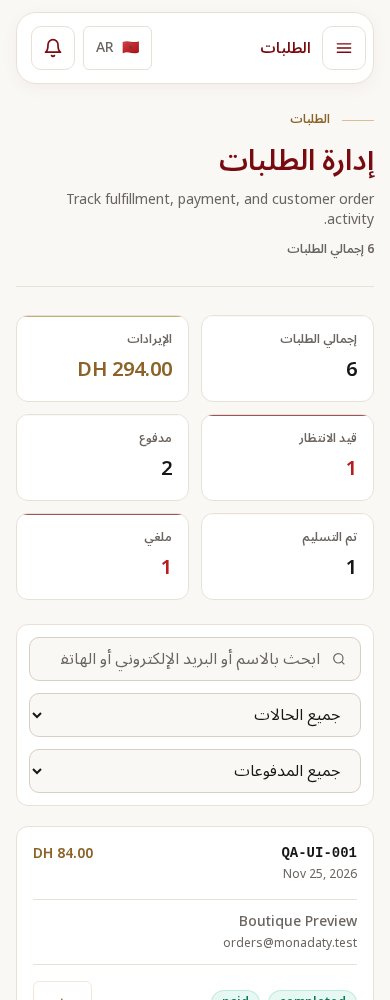 الطلبات
AR
الطلبات
إدارة الطلبات
Track fulfillment, payment, and customer order
activity.
6 إجمالي الطلبات
إجمالي الطلبات
6
الإيرادات
DH 294.00
قيد الانتظار
1
مدفوع
2
تم التسليم
1
ملغي
1
ابحث بالاسم أو البريد الإلكتروني أو الهاتف
جميع الحالات
جميع المدفوعات
QA-UI-001
DH 84.00
Nov 25, 2026
Boutique Preview
orders@monadaty.test
completed
paid